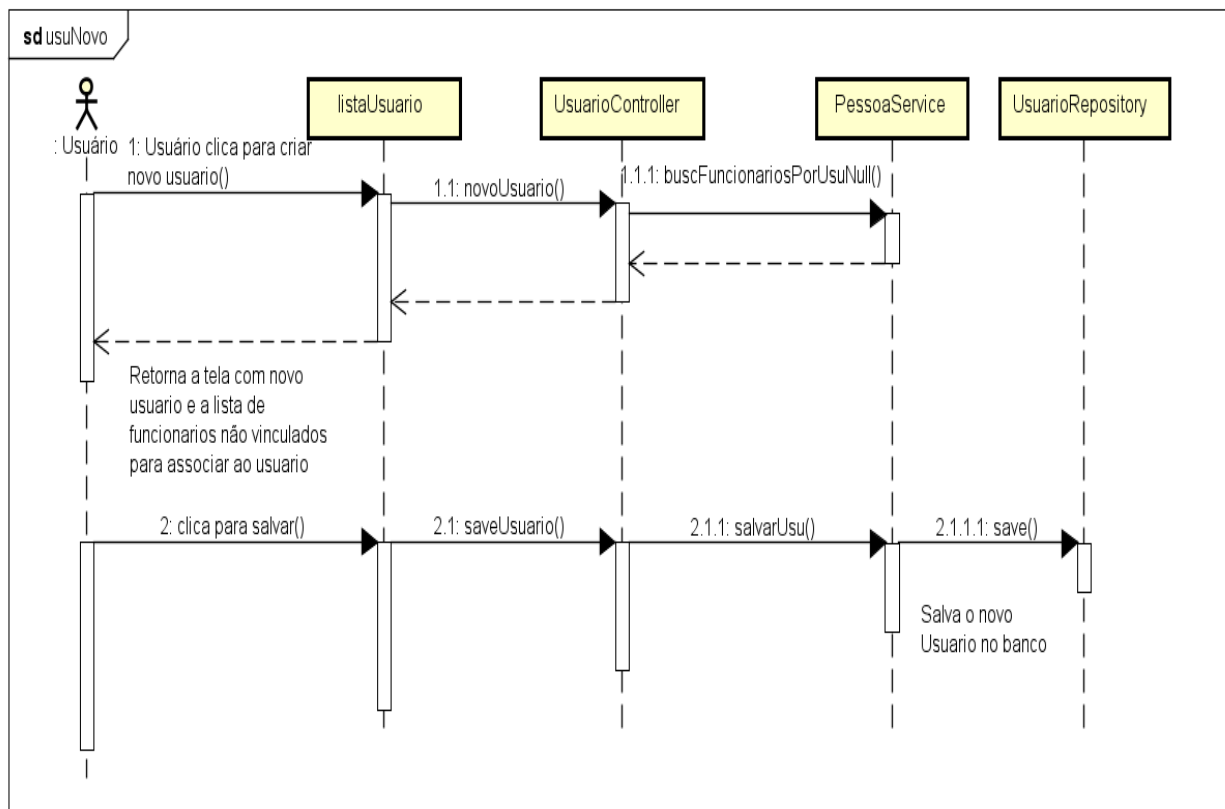 sd usuNovo
listaUsuario
UsuarioController
PessoaService
UsuarioRepository
: Usuário
1: Usuário clica para criar
novo usuario()
1.1: novoUsuario()
1.1.1: buscFuncionariosPorUsuNull()
Retorna a tela com novo
usuario e a lista de
funcionarios não vinculados
para associar ao usuario
2: clica para salvar()
2.1: saveUsuario()
2.1.1: salvarUsu()
2.1.1.1: save()
Salva o novo
Usuario no banco